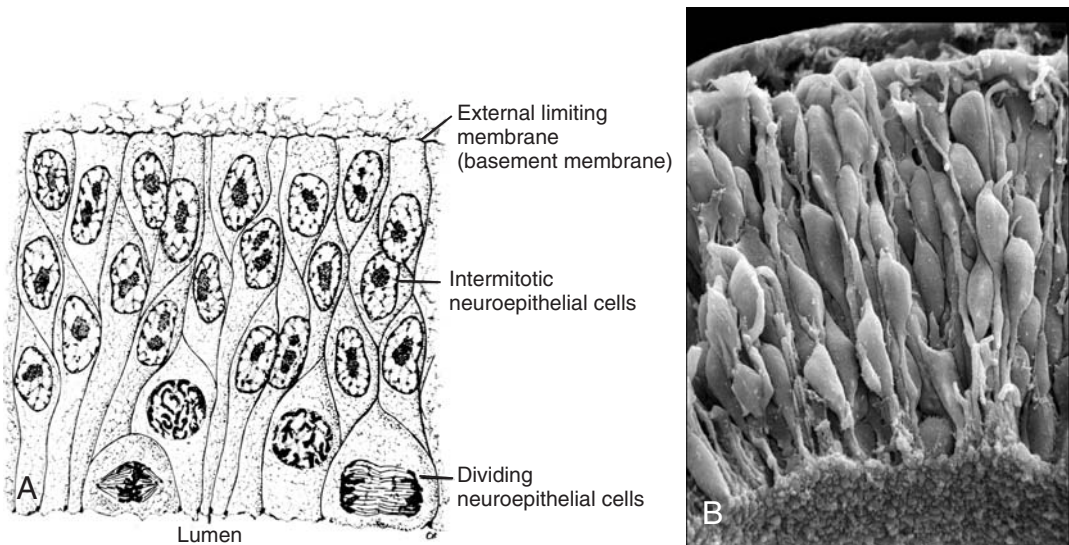 A
External limiting
membrane
(basement membrane)
Intermitotic
neuroepithelial cells
Dividing
neuroepithelial cells
Lumen
B